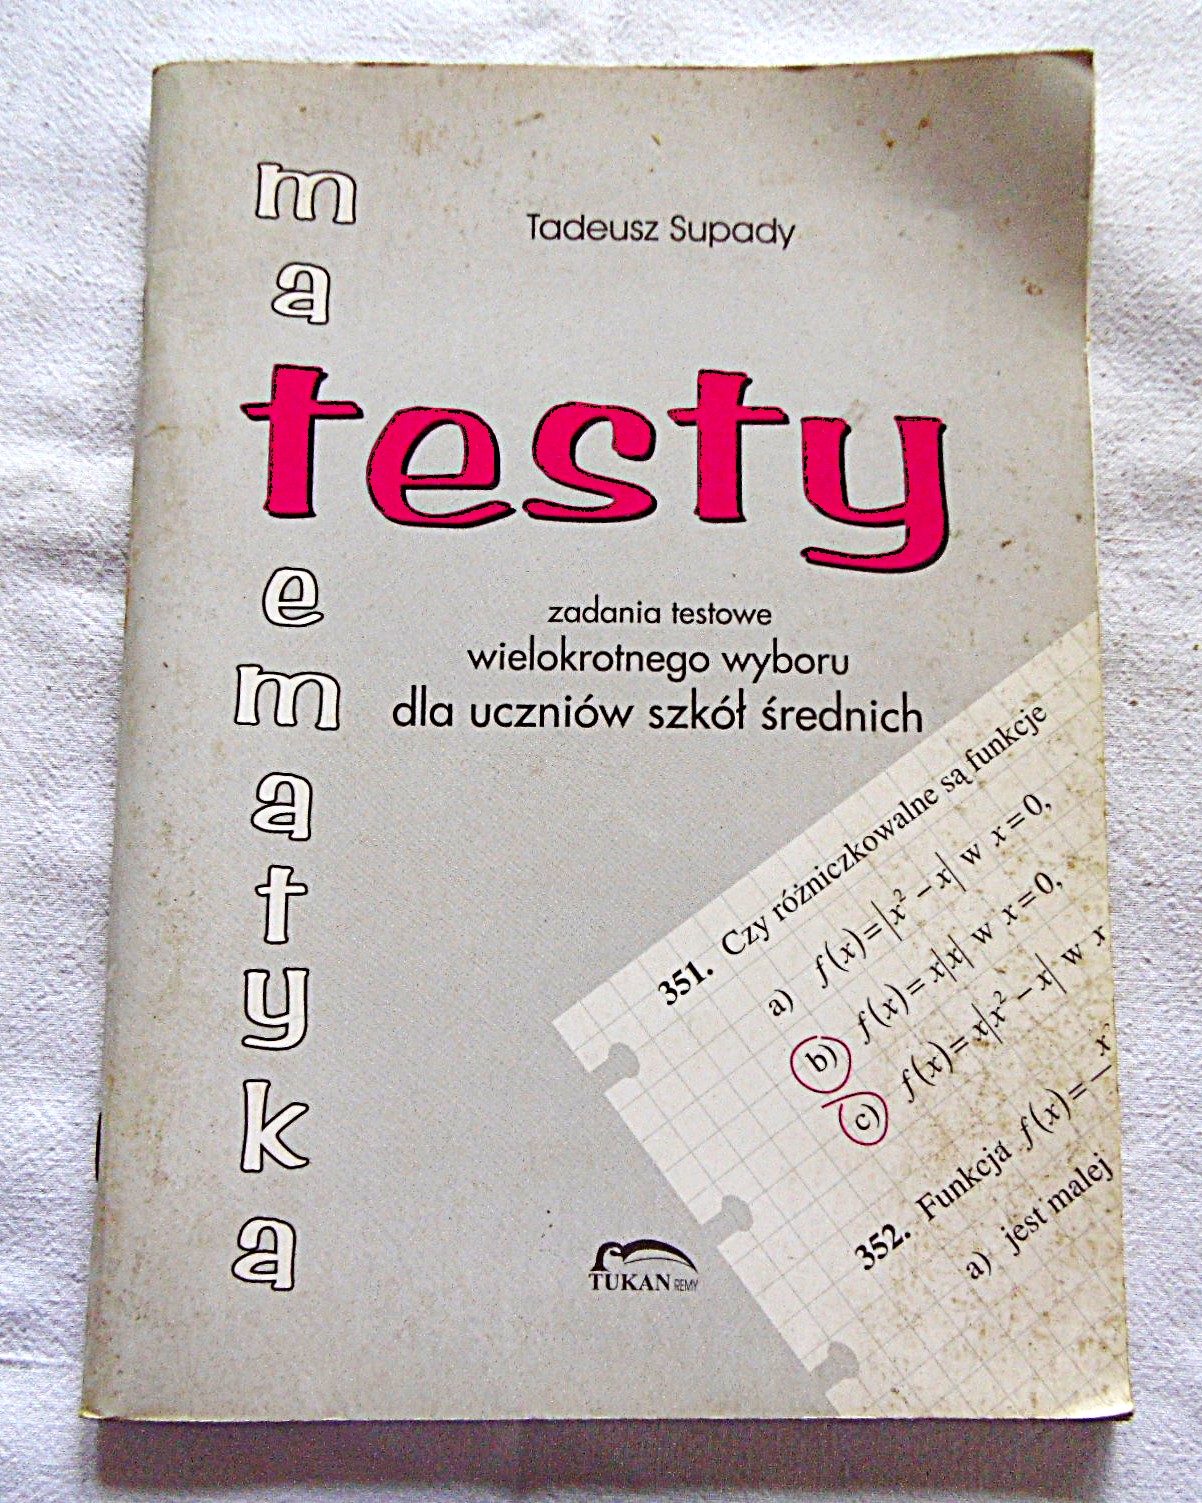 Tadeusz Supady
matematyka
testy
zadania testowe
wielokrotnego wyboru
dla uczniów szkół średnich
351. Czy różniczkowalne są funkcje
a) f(x)=|x²−x| w x=0,
b) f(x)=x|x| w x=0,
c) f(x)=x|x²−x| w x
352. Funkcja f(x)=
a) jest malej
TUKAN REMY